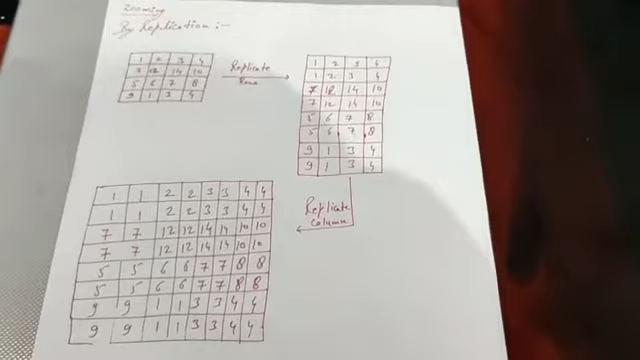 Zooming
By Replication :-
1 2 3 4
7 12 14 10
5 6 7 8
9 1 3 4
Replicate
Rows
1 2 3 4
1 2 3 4
7 12 14 10
7 12 14 10
5 6 7 8
5 6 7 8
9 1 3 4
9 1 3 4
Replicate
column
1 1 2 2 3 3 4 4
1 1 2 2 3 3 4 4
7 7 12 12 14 14 10 10
7 7 12 12 14 14 10 10
5 5 6 6 7 7 8 8
5 5 6 6 7 7 8 8
9 9 1 1 3 3 4 4
9 9 1 1 3 3 4 4